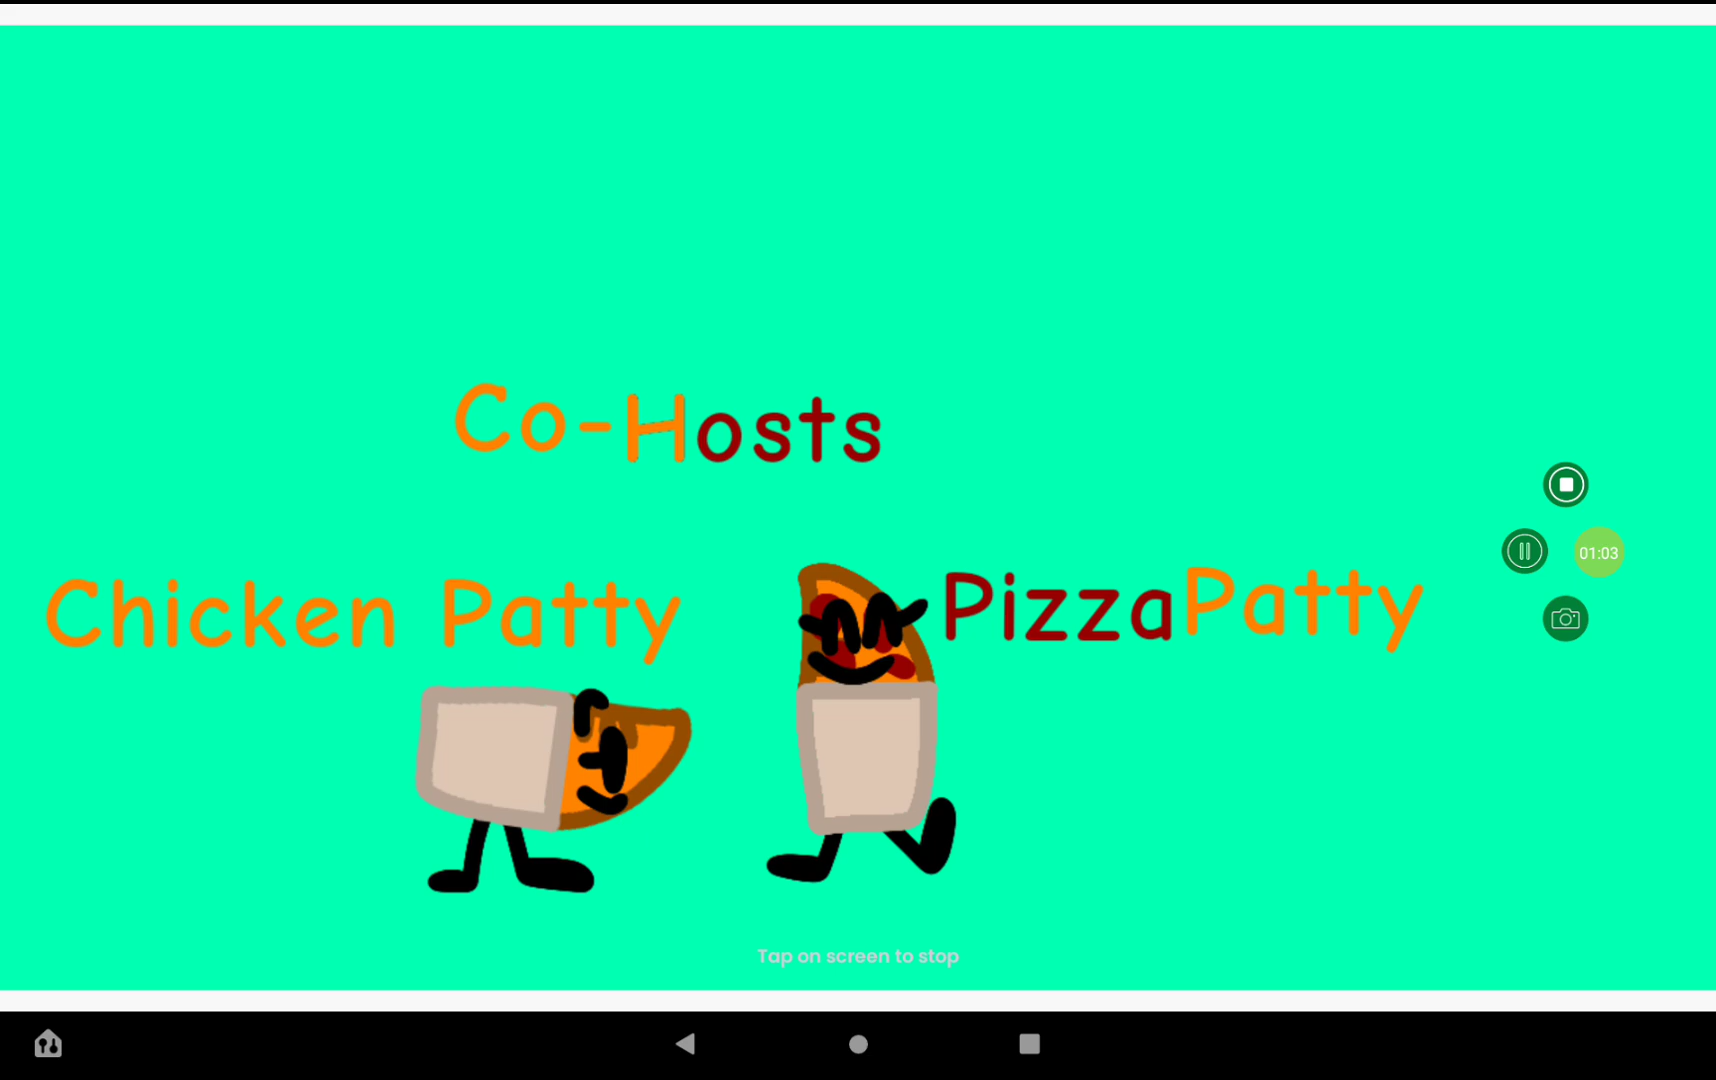 Co-Hosts
Chicken Patty
PizzaPatty
01:03
Tap on screen to stop